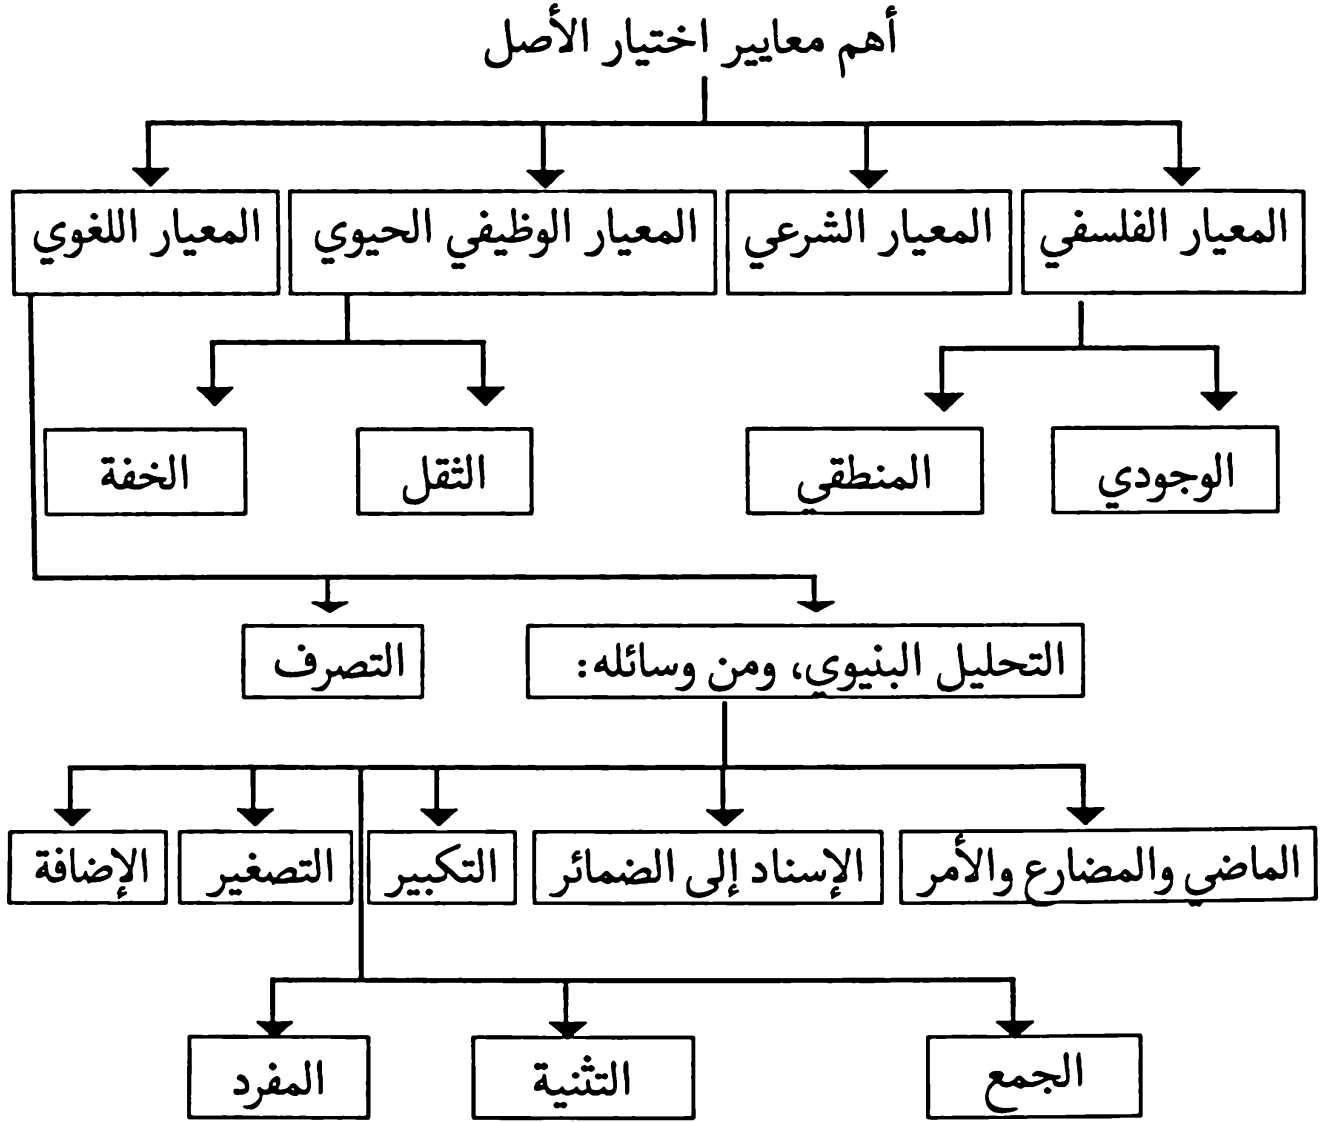 أهم معايير اختيار الأصل
المعيار الفلسفي
المعيار الشرعي
المعيار الوظيفي الحيوي
المعيار اللغوي
الوجودي
المنطقي
الثقل
الخفة
التحليل البنيوي، ومن وسائله:
التصرف
الماضي والمضارع والأمر
الإسناد إلى الضمائر
التكبير
التصغير
الإضافة
الجمع
التثنية
المفرد